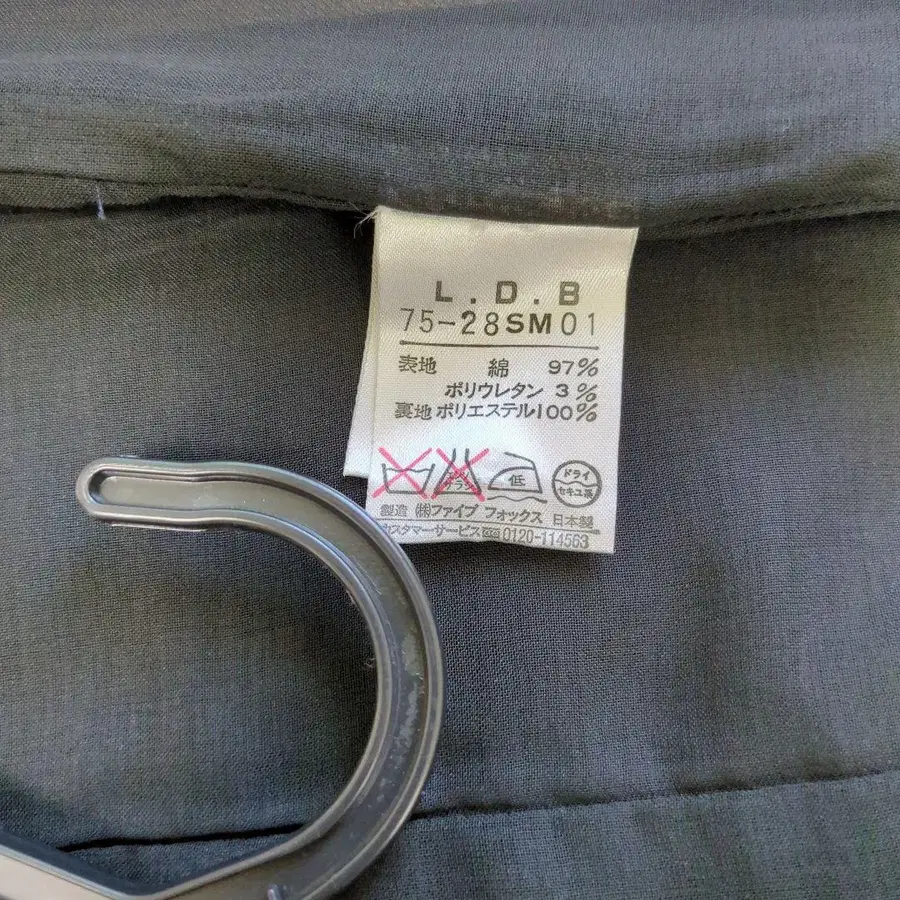 L.D.B
75-28SM01
表地 綿 97%
ポリウレタン 3%
裏地 ポリエステル100%
低 ドライ
セキユ系
製造 (株)ファイブ フォックス 日本製
カスタマーサービス 0120-114563